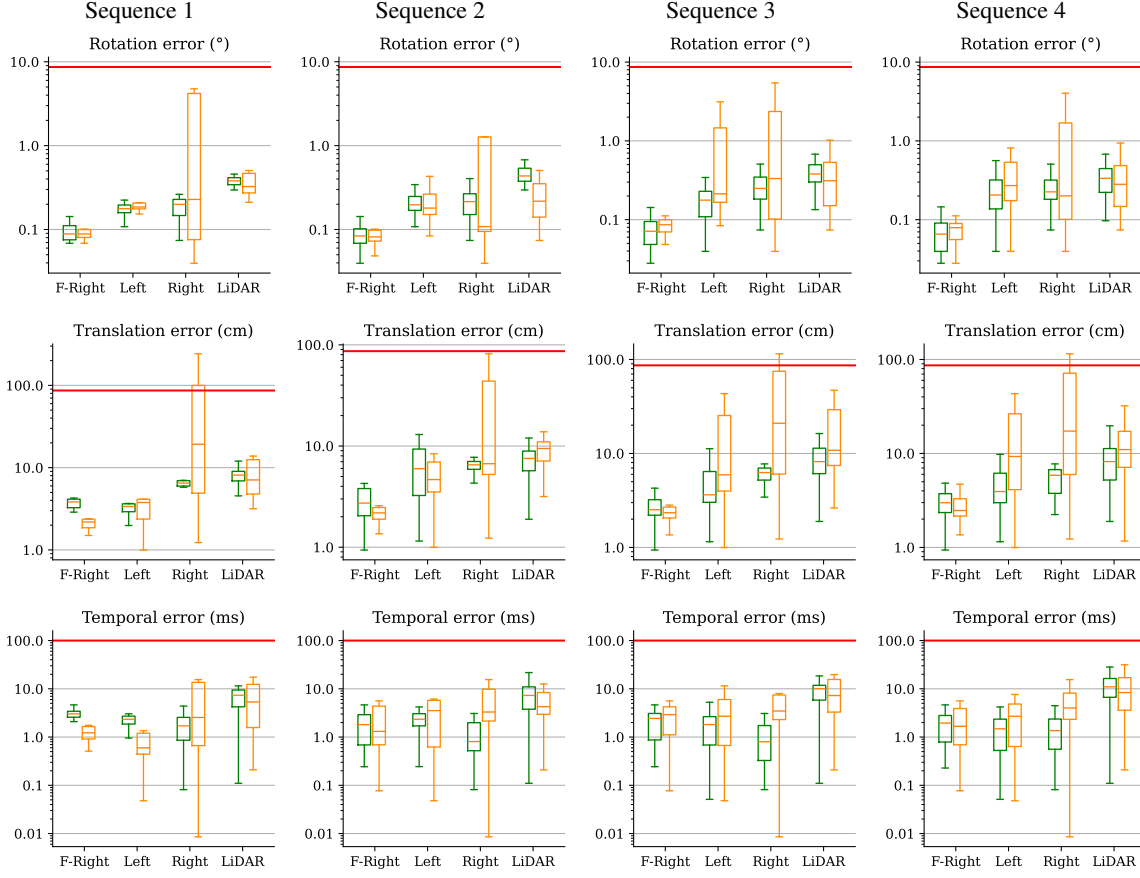 Sequence 1 Sequence 2 Sequence 3 Sequence 4
Rotation error (°) Rotation error (°) Rotation error (°) Rotation error (°)
10.0 10.0 10.0 10.0
1.0 1.0 1.0 1.0
0.1 0.1 0.1 0.1
F-Right Left Right LiDAR F-Right Left Right LiDAR F-Right Left Right LiDAR F-Right Left Right LiDAR
Translation error (cm) Translation error (cm) Translation error (cm) Translation error (cm)
100.0 100.0 100.0 100.0
10.0 10.0 10.0 10.0
1.0 1.0 1.0 1.0
F-Right Left Right LiDAR F-Right Left Right LiDAR F-Right Left Right LiDAR F-Right Left Right LiDAR
Temporal error (ms) Temporal error (ms) Temporal error (ms) Temporal error (ms)
100.0 100.0 100.0 100.0
10.0 10.0 10.0 10.0
1.0 1.0 1.0 1.0
0.1 0.1 0.1 0.1
0.01 0.01 0.01 0.01
F-Right Left Right LiDAR F-Right Left Right LiDAR F-Right Left Right LiDAR F-Right Left Right LiDAR